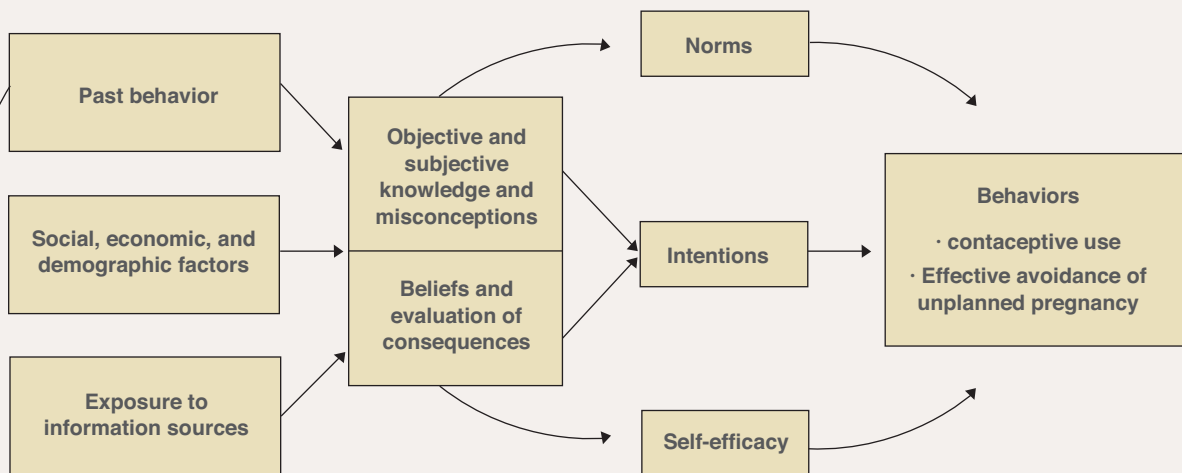 Past behavior
Social, economic, and
demographic factors
Exposure to
information sources
Objective and
subjective
knowledge and
misconceptions
Beliefs and
evaluation of
consequences
Norms
Intentions
Self-efficacy
Behaviors
· contaceptive use
· Effective avoidance of
unplanned pregnancy